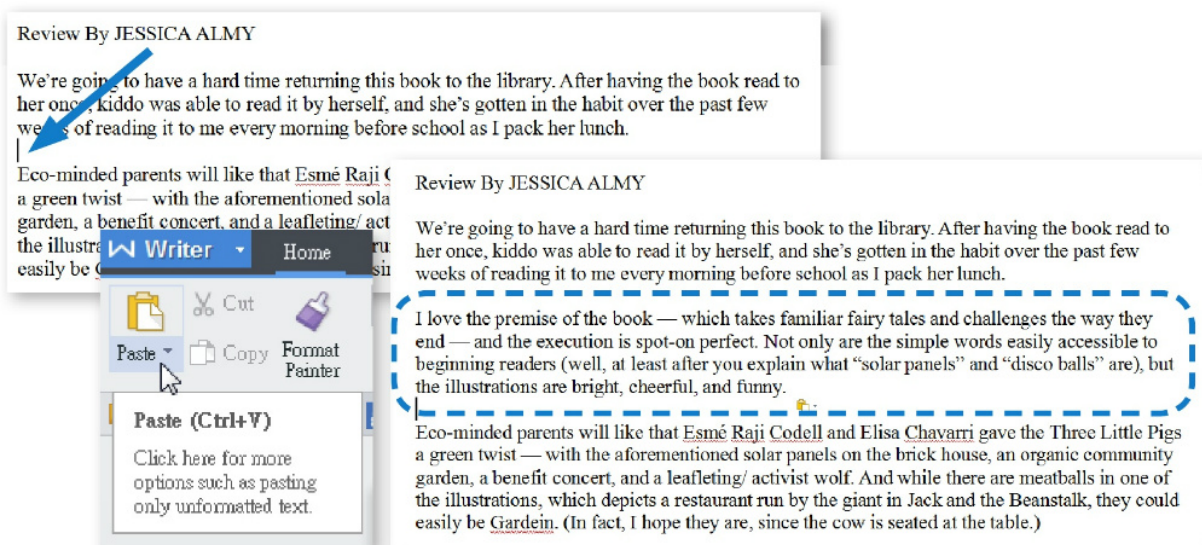 Review By JESSICA ALMY
We're going to have a hard time returning this book to the library. After having the book read to
her once, kiddo was able to read it by herself, and she's gotten in the habit over the past few
weeks of reading it to me every morning before school as I pack her lunch.
Eco-minded parents will like that Esmé Raji
a green twist — with the aforementioned sola
garden, a benefit concert, and a leafleting/ act
the illustra
easily be
W Writer
Home
Cut
Paste
Copy
Format
Painter
Paste (Ctrl+V)
Click here for more
options such as pasting
only unformatted text.
Review By JESSICA ALMY
We're going to have a hard time returning this book to the library. After having the book read to
her once, kiddo was able to read it by herself, and she's gotten in the habit over the past few
weeks of reading it to me every morning before school as I pack her lunch.
I love the premise of the book — which takes familiar fairy tales and challenges the way they
end — and the execution is spot-on perfect. Not only are the simple words easily accessible to
beginning readers (well, at least after you explain what “solar panels” and “disco balls” are), but
the illustrations are bright, cheerful, and funny.
Eco-minded parents will like that Esmé Raji Codell and Elisa Chavarri gave the Three Little Pigs
a green twist — with the aforementioned solar panels on the brick house, an organic community
garden, a benefit concert, and a leafleting/ activist wolf. And while there are meatballs in one of
the illustrations, which depicts a restaurant run by the giant in Jack and the Beanstalk, they could
easily be Gardein. (In fact, I hope they are, since the cow is seated at the table.)